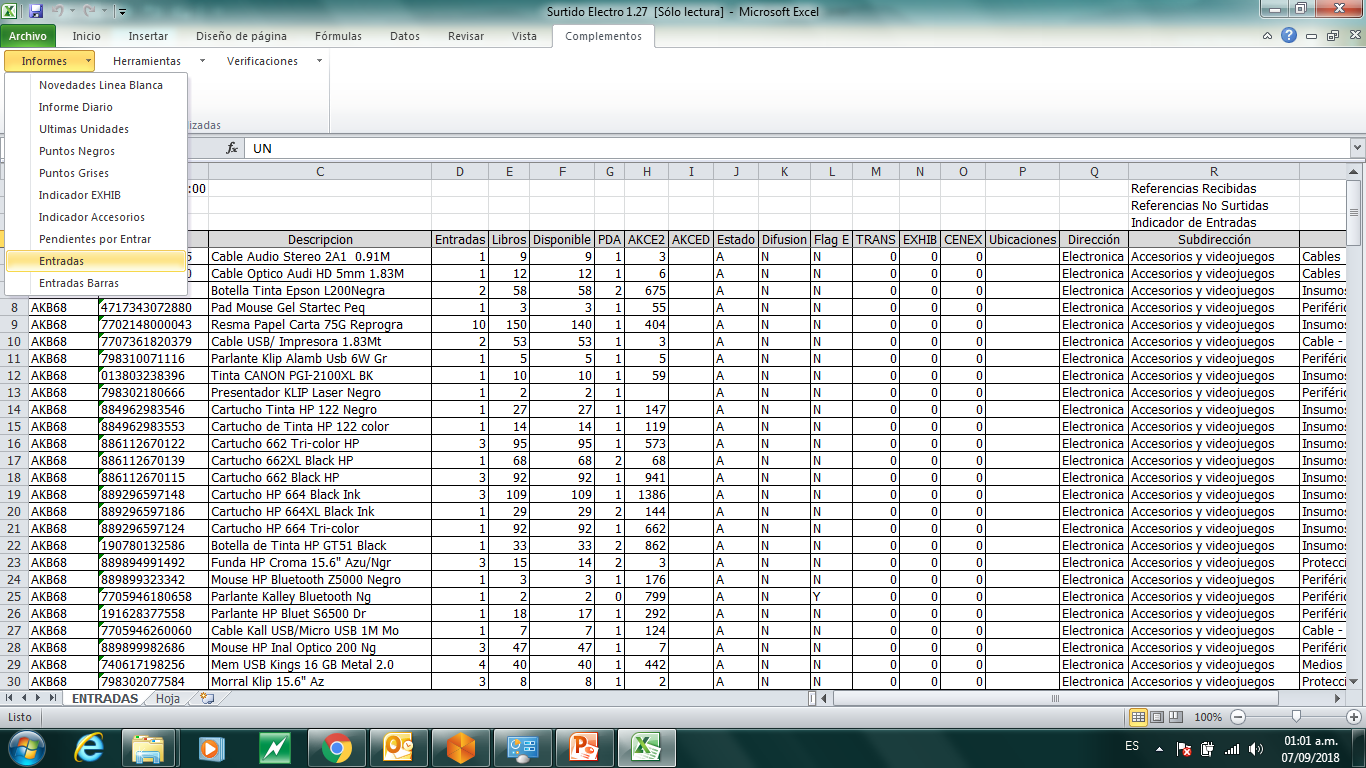 Surtido Electro 1.27 [Sólo lectura] - Microsoft Excel
Archivo Inicio Insertar Diseño de página Fórmulas Datos Revisar Vista Complementos
Informes Herramientas Verificaciones
Novedades Linea Blanca
Informe Diario
Ultimas Unidades
izadas
Puntos Negros
UN
Puntos Grises
C D E F G H I J K L M N O P Q R
Indicador EXHIB
:00 Referencias Recibidas
Referencias No Surtidas
Indicador Accesorios
Indicador de Entradas
Pendientes por Entrar
Descripcion Entradas Libros Disponible PDA AKCE2 AKCED Estado Difusion Flag E TRANS EXHIB CENEX Ubicaciones Dirección Subdirección
Entradas
5 Cable Audio Stereo 2A1 0.91M 1 9 9 1 3 A N N 0 0 0 Electronica Accesorios y videojuegos Cables
Cable Optico Audi HD 5mm 1.83M 1 12 12 1 6 A N N 0 0 0 Electronica Accesorios y videojuegos Cables
Entradas Barras
Botella Tinta Epson L200Negra 2 58 58 2 675 A N N 0 0 0 Electronica Accesorios y videojuegos Insumos
8 AKB68 4717343072880 Pad Mouse Gel Startec Peq 1 3 3 1 55 A N N 0 0 0 Electronica Accesorios y videojuegos Periféri
9 AKB68 7702148000043 Resma Papel Carta 75G Reprogra 10 150 140 1 404 A N N 0 0 0 Electronica Accesorios y videojuegos Insumos
10 AKB68 7707361820379 Cable USB/ Impresora 1.83Mt 2 53 53 1 3 A N N 0 0 0 Electronica Accesorios y videojuegos Cable -
11 AKB68 798310071116 Parlante Klip Alamb Usb 6W Gr 1 5 5 1 5 A N N 0 0 0 Electronica Accesorios y videojuegos Periféri
12 AKB68 013803238396 Tinta CANON PGI-2100XL BK 1 10 10 1 59 A N N 0 0 0 Electronica Accesorios y videojuegos Insumos
13 AKB68 798302180666 Presentador KLIP Laser Negro 1 2 2 1 A N N 0 0 0 Electronica Accesorios y videojuegos Periféri
14 AKB68 884962983546 Cartucho Tinta HP 122 Negro 1 27 27 1 147 A N N 0 0 0 Electronica Accesorios y videojuegos Insumos
15 AKB68 884962983553 Cartucho de Tinta HP 122 color 1 14 14 1 119 A N N 0 0 0 Electronica Accesorios y videojuegos Insumos
16 AKB68 886112670122 Cartucho 662 Tri-color HP 3 95 95 1 573 A N N 0 0 0 Electronica Accesorios y videojuegos Insumos
17 AKB68 886112670139 Cartucho 662XL Black HP 1 68 68 2 68 A N N 0 0 0 Electronica Accesorios y videojuegos Insumos
18 AKB68 886112670115 Cartucho 662 Black HP 3 92 92 1 941 A N N 0 0 0 Electronica Accesorios y videojuegos Insumos
19 AKB68 889296597148 Cartucho HP 664 Black Ink 3 109 109 1 1386 A N N 0 0 0 Electronica Accesorios y videojuegos Insumos
20 AKB68 889296597186 Cartucho HP 664XL Black Ink 1 29 29 2 144 A N N 0 0 0 Electronica Accesorios y videojuegos Insumos
21 AKB68 889296597124 Cartucho HP 664 Tri-color 1 92 92 1 662 A N N 0 0 0 Electronica Accesorios y videojuegos Insumos
22 AKB68 190780132586 Botella de Tinta HP GT51 Black 1 33 33 2 862 A N N 0 0 0 Electronica Accesorios y videojuegos Insumos
23 AKB68 889894991492 Funda HP Croma 15.6" Azu/Ngr 3 15 14 2 3 A N N 0 0 0 Electronica Accesorios y videojuegos Protecci
24 AKB68 889899323342 Mouse HP Bluetooth Z5000 Negro 1 3 3 1 176 A N N 0 0 0 Electronica Accesorios y videojuegos Periféri
25 AKB68 7705946180658 Parlante Kalley Bluetooth Ng 1 2 2 0 799 A N Y 0 0 0 Electronica Accesorios y videojuegos Periféri
26 AKB68 191628377558 Parlante HP Bluet S6500 Dr 1 18 17 1 292 A N N 0 0 0 Electronica Accesorios y videojuegos Periféri
27 AKB68 7705946260060 Cable Kall USB/Micro USB 1M Mo 1 7 7 1 124 A N N 0 0 0 Electronica Accesorios y videojuegos Cable -
28 AKB68 889899982686 Mouse HP Inal Optico 200 Ng 3 47 47 1 7 A N N 0 0 0 Electronica Accesorios y videojuegos Periféri
29 AKB68 740617198256 Mem USB Kings 16 GB Metal 2.0 4 40 40 1 442 A N N 0 0 0 Electronica Accesorios y videojuegos Medios
30 AKB68 798302077584 Morral Klip 15.6" Az 3 8 8 1 2 A N N 0 0 0 Electronica Accesorios y videojuegos Protecci
ENTRADAS Hoja
Listo 100%
ES 01:01 a.m.
07/09/2018